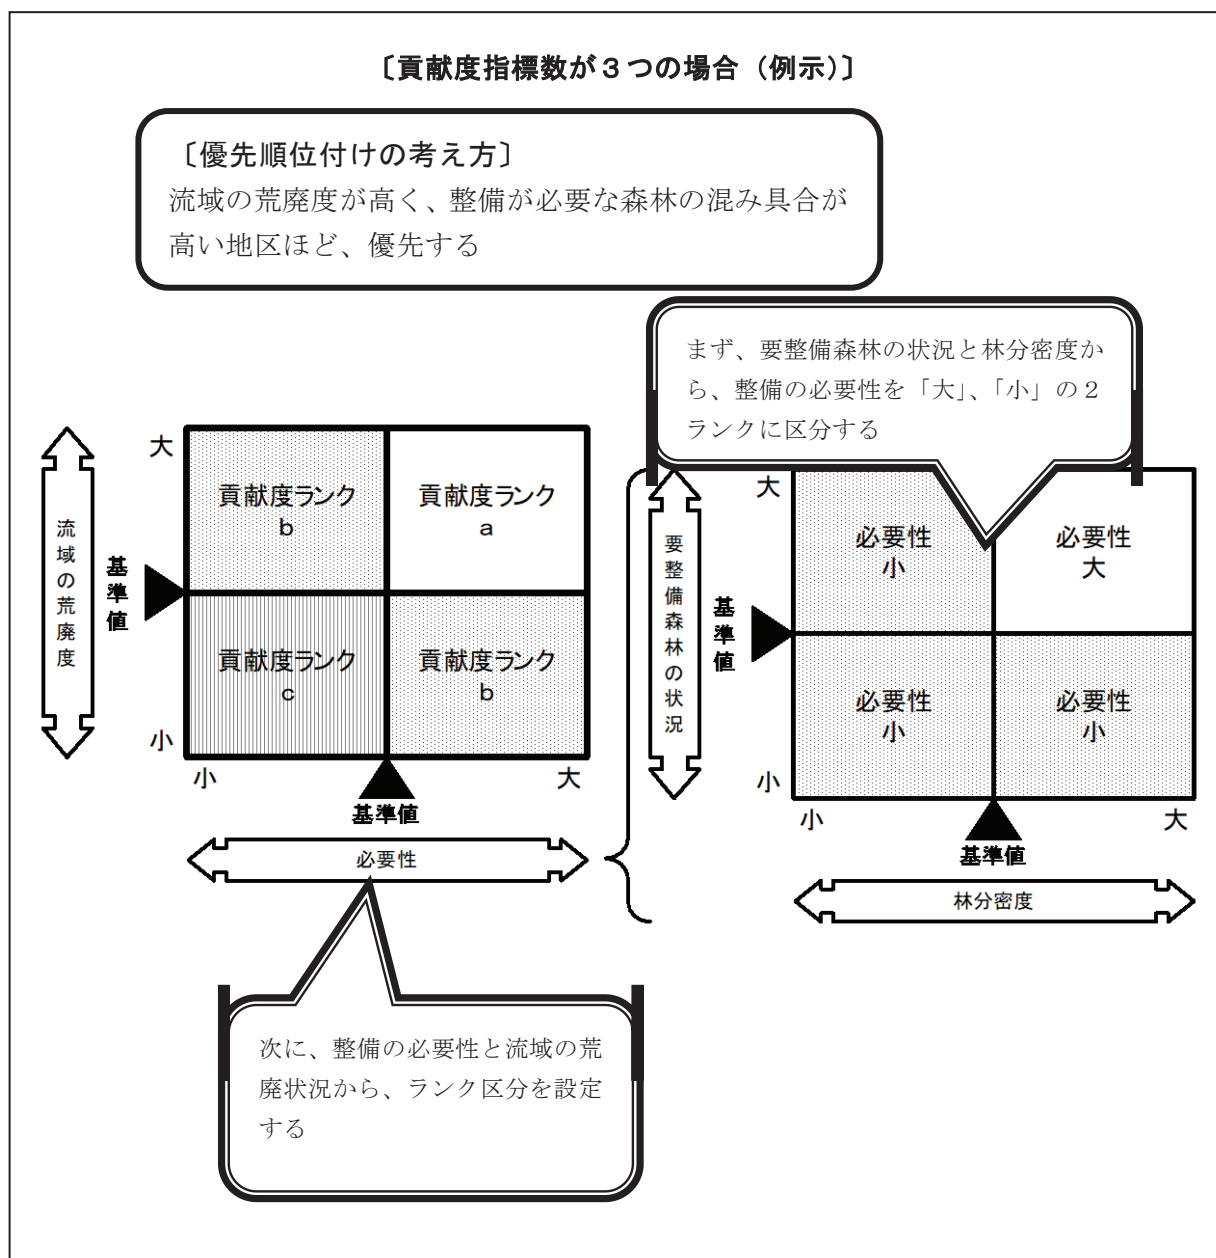 〔貢献度指標数が３つの場合（例示）〕
〔優先順位付けの考え方〕
流域の荒廃度が高く、整備が必要な森林の混み具合が
高い地区ほど、優先する
まず、要整備森林の状況と林分密度か
ら、整備の必要性を「大」、「小」の２
ランクに区分する
大
流域の荒廃度
基準値
小
貢献度ランク
b
貢献度ランク
a
貢献度ランク
c
貢献度ランク
b
小
大
基準値
必要性
大
要整備森林の状況
基準値
小
必要性
小
必要性
大
必要性
小
必要性
小
小
大
基準値
林分密度
次に、整備の必要性と流域の荒
廃状況から、ランク区分を設定
する